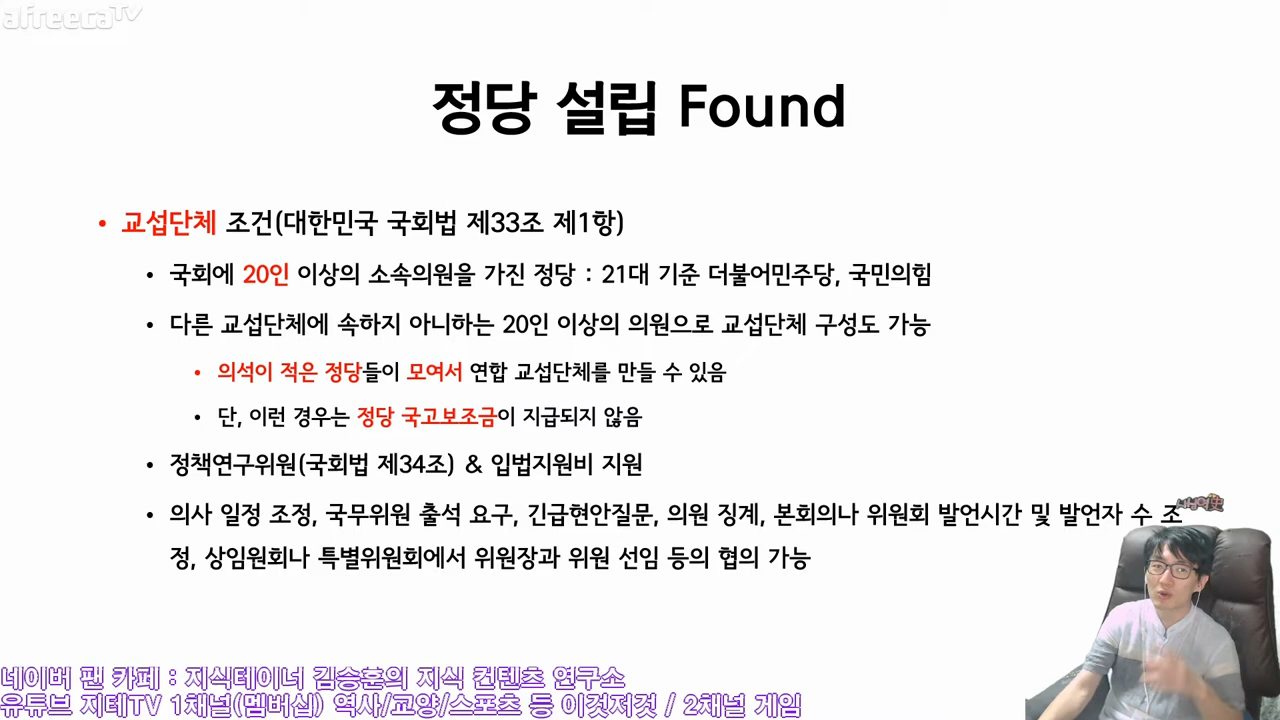 afreecaTV
정당 설립 Found
• 교섭단체 조건(대한민국 국회법 제33조 제1항)
• 국회에 20인 이상의 소속의원을 가진 정당 : 21대 기준 더불어민주당, 국민의힘
• 다른 교섭단체에 속하지 아니하는 20인 이상의 의원으로 교섭단체 구성도 가능
• 의석이 적은 정당들이 모여서 연합 교섭단체를 만들 수 있음
• 단, 이런 경우는 정당 국고보조금이 지급되지 않음
• 정책연구위원(국회법 제34조) & 입법지원비 지원
• 의사 일정 조정, 국무위원 출석 요구, 긴급현안질문, 의원 징계, 본회의나 위원회 발언시간 및 발언자 수 조
정, 상임원회나 특별위원회에서 위원장과 위원 선임 등의 협의 가능
네이버 팬 카페 : 지식테이너 김승훈의 지식 컨텐츠 연구소
유튜브 지테TV 1채널(멤버십) 역사/교양/스포츠 등 이것저것 / 2채널 게임